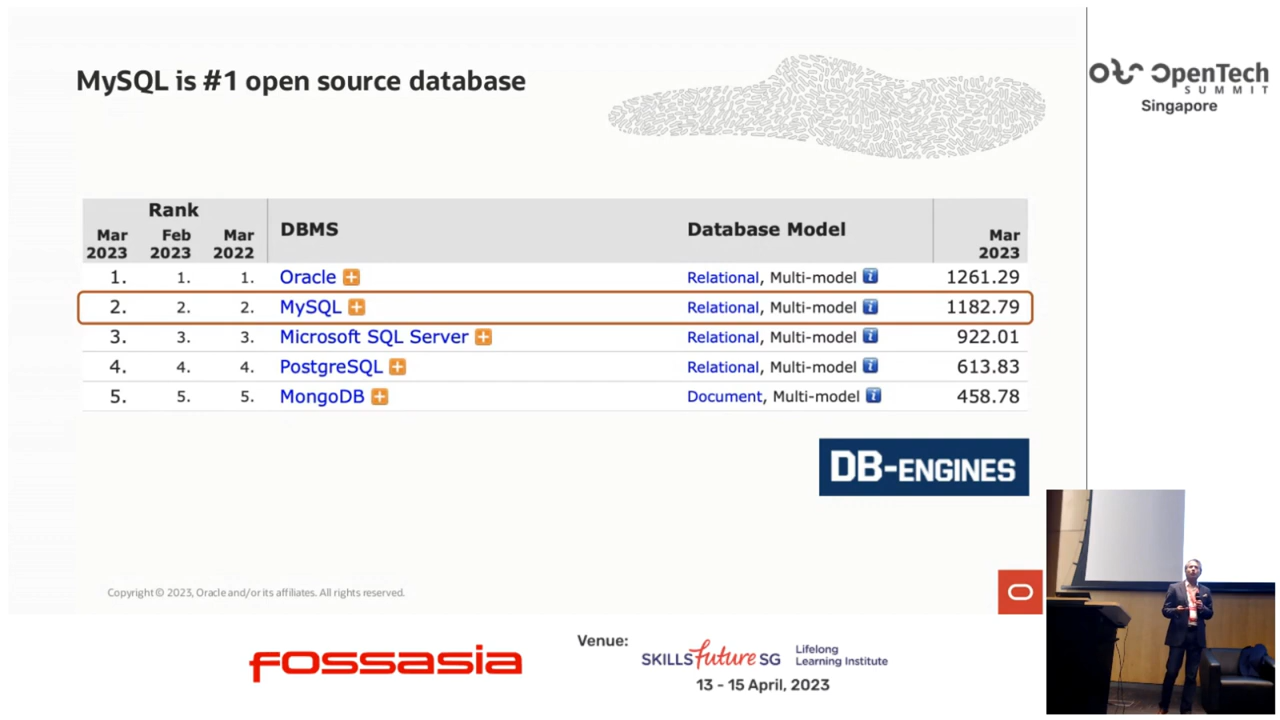 MySQL is #1 open source database
OpenTech
SUMMIT
Singapore
Rank
Mar 2023 Feb 2023 Mar 2022 DBMS Database Model Mar 2023
1. 1. 1. Oracle Relational, Multi-model 1261.29
2. 2. 2. MySQL Relational, Multi-model 1182.79
3. 3. 3. Microsoft SQL Server Relational, Multi-model 922.01
4. 4. 4. PostgreSQL Relational, Multi-model 613.83
5. 5. 5. MongoDB Document, Multi-model 458.78
DB-ENGINES
Copyright © 2023, Oracle and/or its affiliates. All rights reserved.
fossasia
Venue:
SKILLSfuture SG
Lifelong
Learning Institute
13 - 15 April, 2023